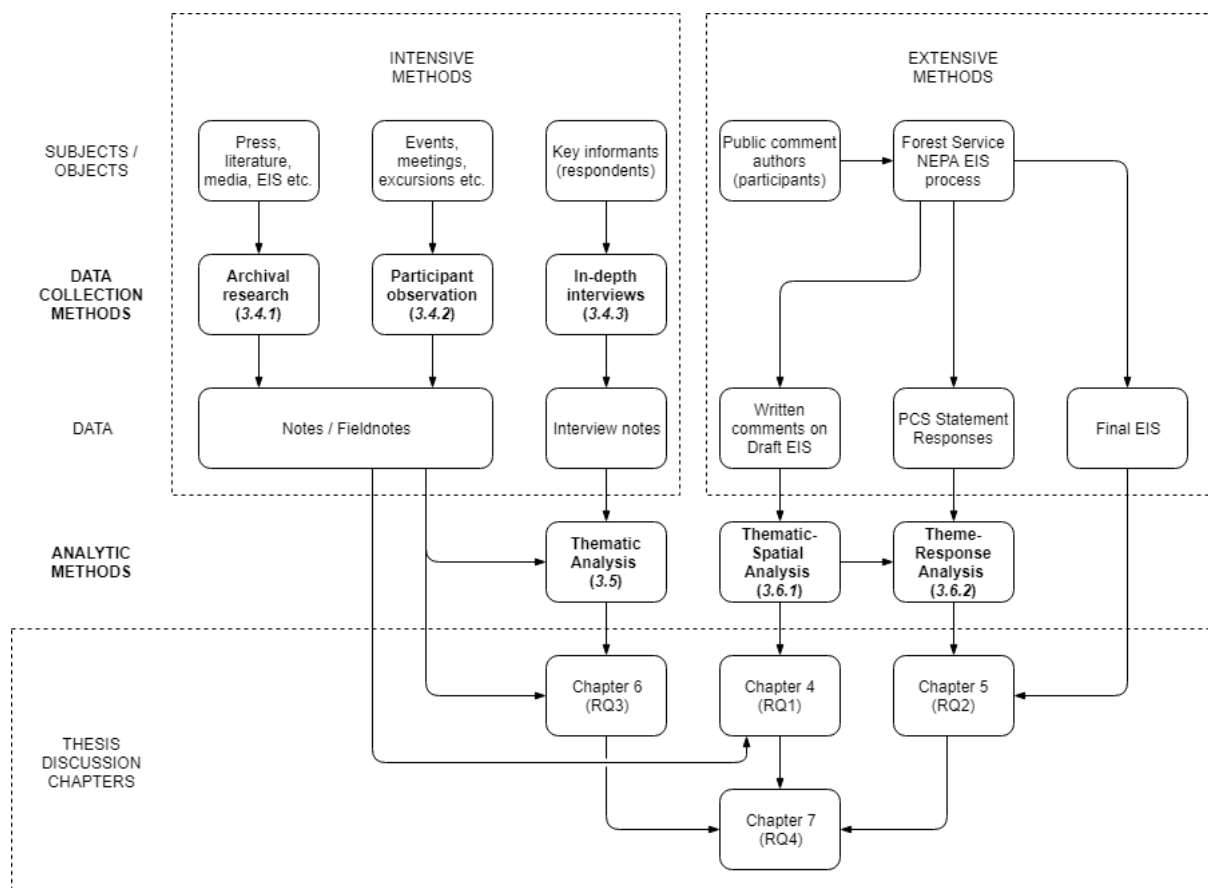 INTENSIVE
METHODS
EXTENSIVE
METHODS
SUBJECTS /
OBJECTS
Press,
literature,
media, EIS etc.
Events,
meetings,
excursions etc.
Key informants
(respondents)
Public comment
authors
(participants)
Forest Service
NEPA EIS
process
DATA
COLLECTION
METHODS
Archival
research
(3.4.1)
Participant
observation
(3.4.2)
In-depth
interviews
(3.4.3)
DATA
Notes / Fieldnotes
Interview notes
Written
comments on
Draft EIS
PCS Statement
Responses
Final EIS
ANALYTIC
METHODS
Thematic
Analysis
(3.5)
Thematic-
Spatial
Analysis
(3.6.1)
Theme-
Response
Analysis
(3.6.2)
THESIS
DISCUSSION
CHAPTERS
Chapter 6
(RQ3)
Chapter 4
(RQ1)
Chapter 5
(RQ2)
Chapter 7
(RQ4)